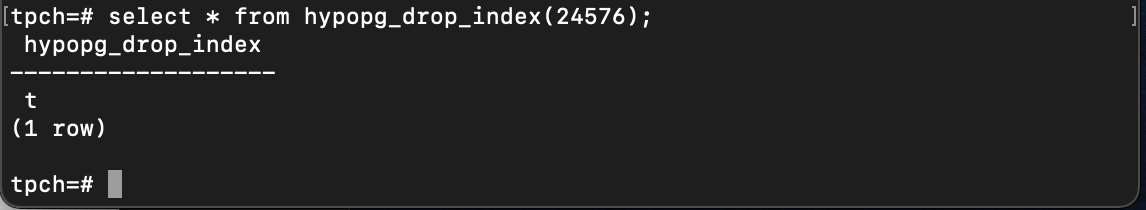 [tpch=# select * from hypopg_drop_index(24576);]
 hypopg_drop_index
-------------------
 t
(1 row)

tpch=#